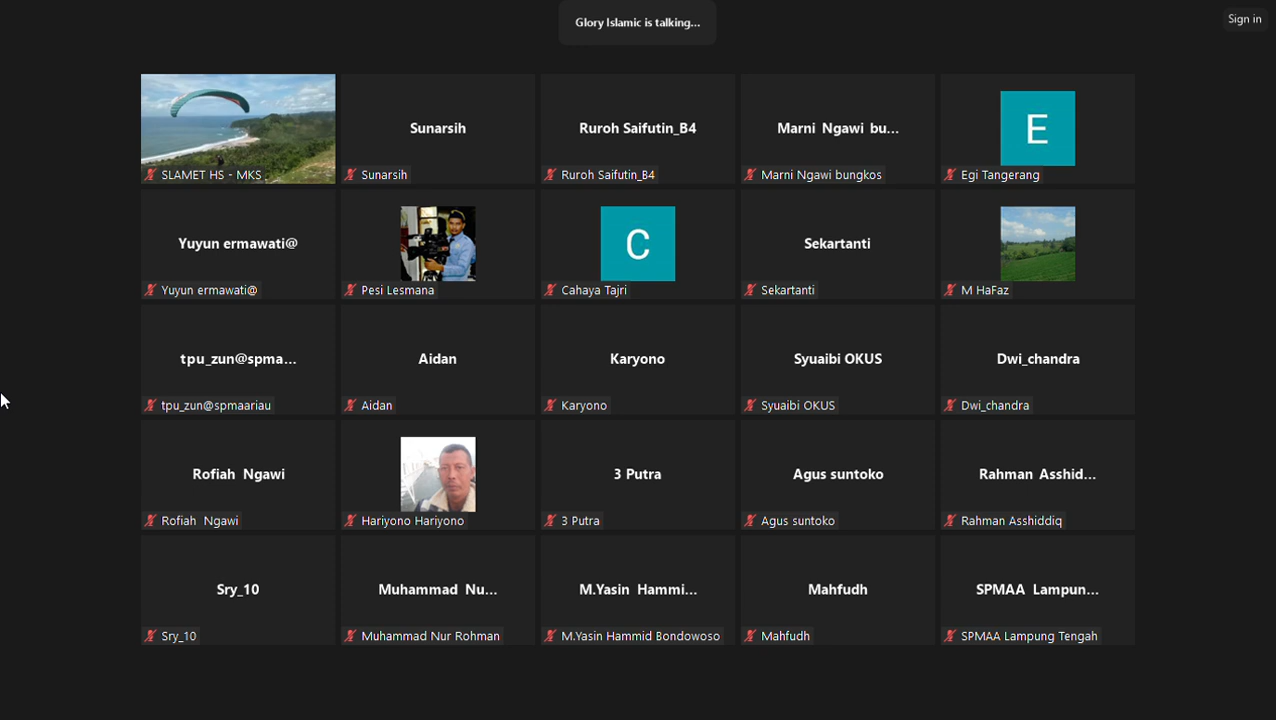 Glory Islamic is talking...
Sign in
SLAMET HS - MKS .
Sunarsih
Sunarsih
Ruroh Saifutin_B4
Ruroh Saifutin_B4
Marni Ngawi bu...
Marni Ngawi bungkos
E
Egi Tangerang
Yuyun ermawati@
Yuyun ermawati@
Pesi Lesmana
C
Cahaya Tajri
Sekartanti
Sekartanti
M HaFaz
tpu_zun@spma...
tpu_zun@spmaariau
Aidan
Aidan
Karyono
Karyono
Syuaibi OKUS
Syuaibi OKUS
Dwi_chandra
Dwi_chandra
Rofiah Ngawi
Rofiah Ngawi
Hariyono Hariyono
3 Putra
3 Putra
Agus suntoko
Agus suntoko
Rahman Asshid...
Rahman Asshiddiq
Sry_10
Sry_10
Muhammad Nu...
Muhammad Nur Rohman
M.Yasin Hammi...
M.Yasin Hammid Bondowoso
Mahfudh
Mahfudh
SPMAA Lampun...
SPMAA Lampung Tengah